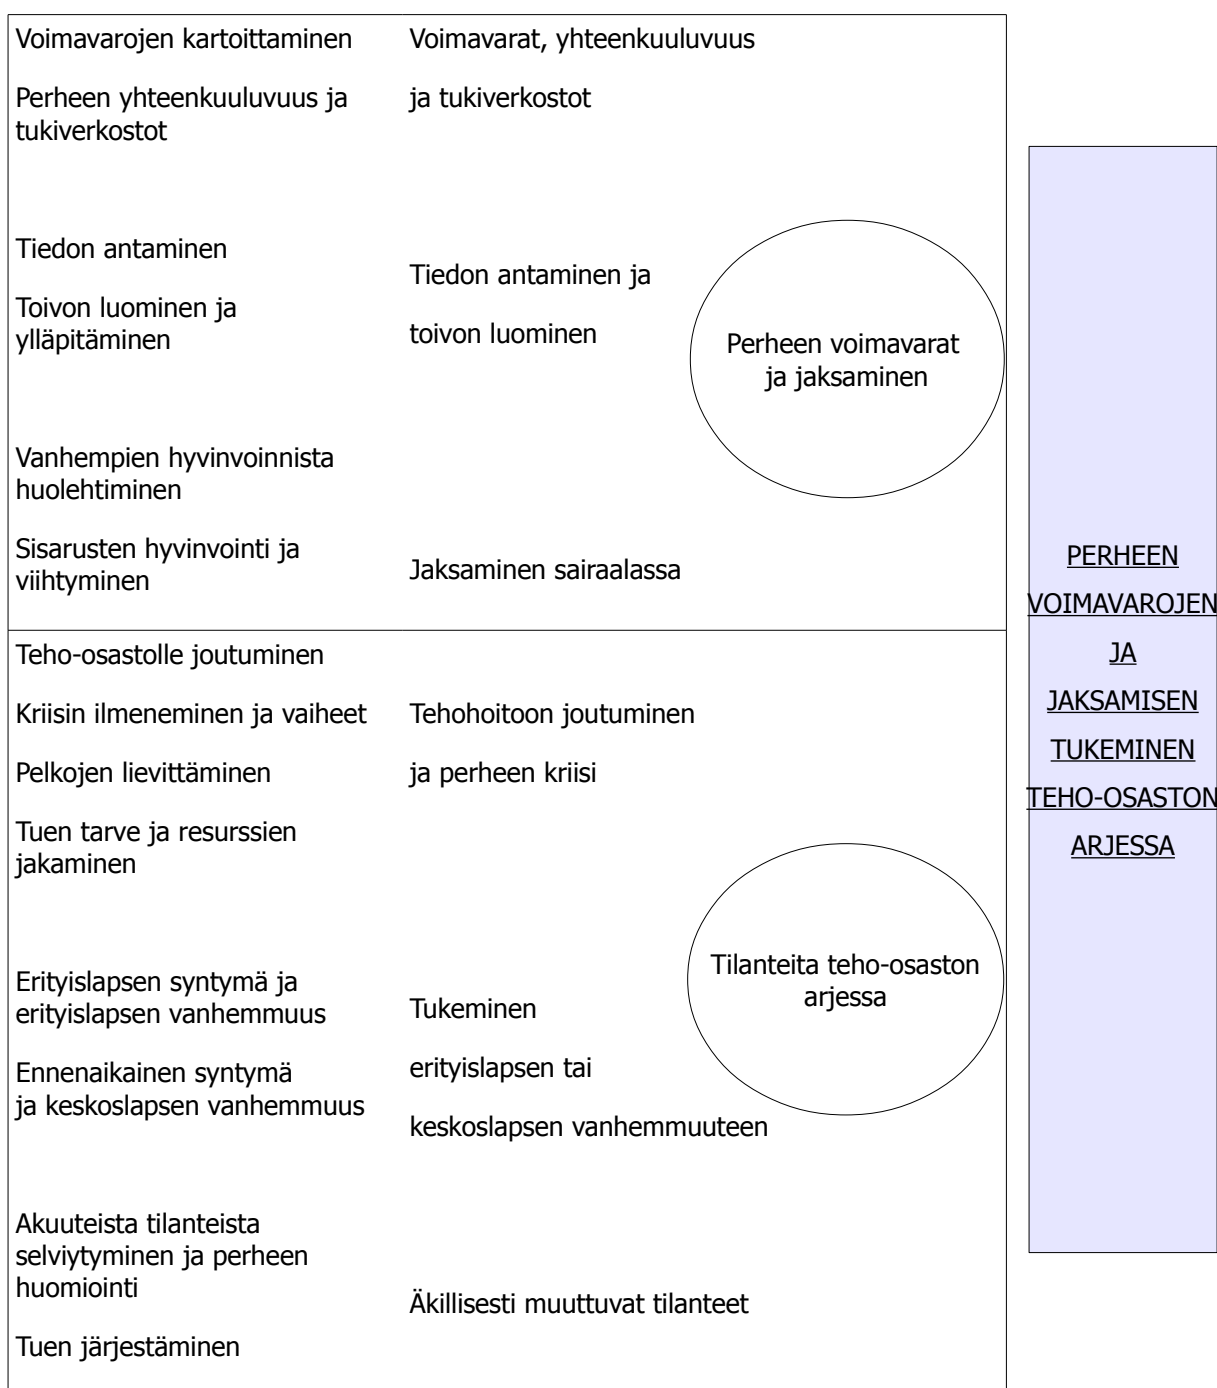 Voimavarojen kartoittaminen
Perheen yhteenkuuluvuus ja
tukiverkostot
Voimavarat, yhteenkuuluvuus
ja tukiverkostot
Tiedon antaminen
Toivon luominen ja
ylläpitäminen
Tiedon antaminen ja
toivon luominen
Perheen voimavarat
ja jaksaminen
Vanhempien hyvinvoinnista
huolehtiminen
Sisarusten hyvinvointi ja
viihtyminen
Jaksaminen sairaalassa
Teho-osastolle joutuminen
Kriisin ilmeneminen ja vaiheet
Pelkojen lievittäminen
Tuen tarve ja resurssien
jakaminen
Tehohoitoon joutuminen
ja perheen kriisi
Erityislapsen syntymä ja
erityislapsen vanhemmuus
Ennenaikainen syntymä
ja keskoslapsen vanhemmuus
Tukeminen
erityislapsen tai
keskoslapsen vanhemmuuteen
Tilanteita teho-osaston
arjessa
Akuuteista tilanteista
selviytyminen ja perheen
huomiointi
Tuen järjestäminen
Äkillisesti muuttuvat tilanteet
PERHEEN
VOIMAVAROJEN
JA
JAKSAMISEN
TUKEMINEN
TEHO-OSASTON
ARJESSA